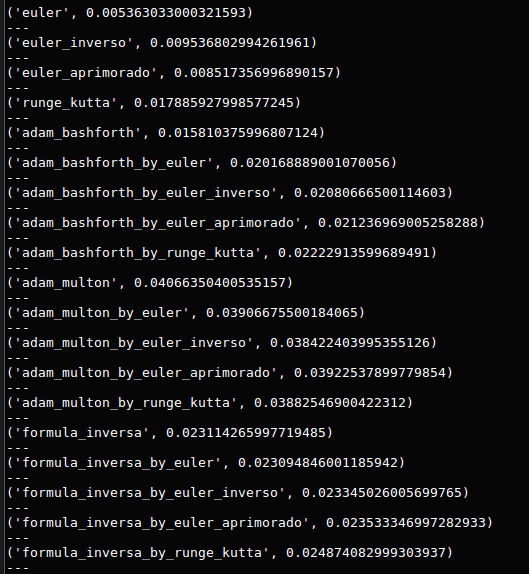 ('euler', 0.005363033000321593)
---
('euler_inverso', 0.009536802994261961)
---
('euler_aprimorado', 0.008517356996890157)
---
('runge_kutta', 0.017885927998577245)
---
('adam_bashforth', 0.015810375996807124)
---
('adam_bashforth_by_euler', 0.020168889001070056)
---
('adam_bashforth_by_euler_inverso', 0.02080666500114603)
---
('adam_bashforth_by_euler_aprimorado', 0.021236969005258288)
---
('adam_bashforth_by_runge_kutta', 0.02222913599689491)
---
('adam_multon', 0.04066350400535157)
---
('adam_multon_by_euler', 0.03906675500184065)
---
('adam_multon_by_euler_inverso', 0.038422403995355126)
---
('adam_multon_by_euler_aprimorado', 0.03922537899779854)
---
('adam_multon_by_runge_kutta', 0.03882546900422312)
---
('formula_inversa', 0.023114265997719485)
---
('formula_inversa_by_euler', 0.023094846001185942)
---
('formula_inversa_by_euler_inverso', 0.023345026005699765)
---
('formula_inversa_by_euler_aprimorado', 0.023533346997282933)
---
('formula_inversa_by_runge_kutta', 0.024874082999303937)
---